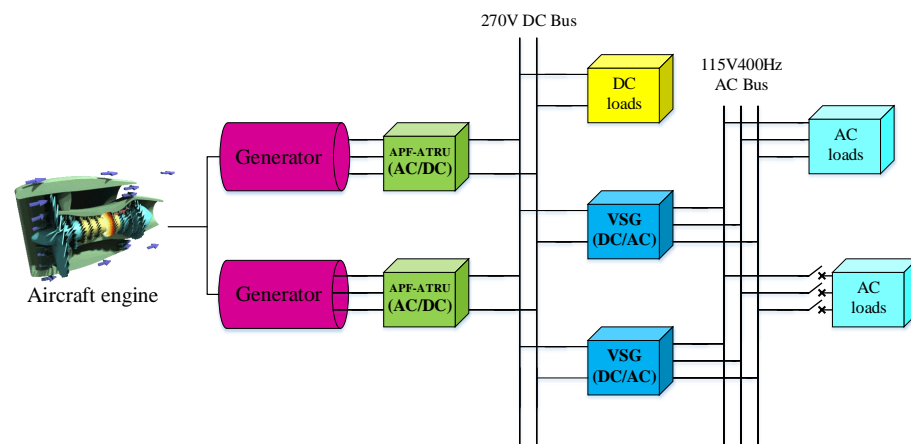 270V DC Bus
115V400Hz
AC Bus
DC
loads
AC
loads
Generator
APF-ATRU
(AC/DC)
VSG
(DC/AC)
Aircraft engine
Generator
APF-ATRU
(AC/DC)
AC
loads
VSG
(DC/AC)